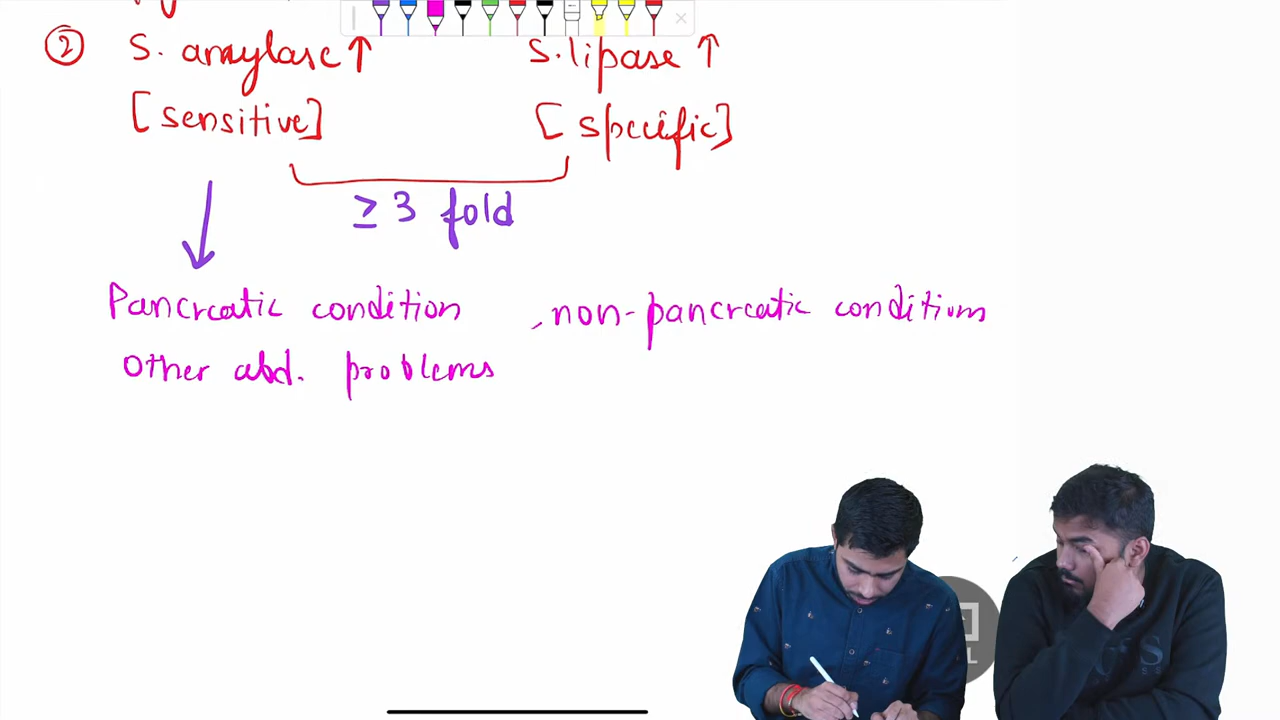 ② S. amylase ↑ S. lipase ↑
[sensitive] [specific]
≥ 3 fold
Pancreatic condition , non-pancreatic conditions
Other abd. problems